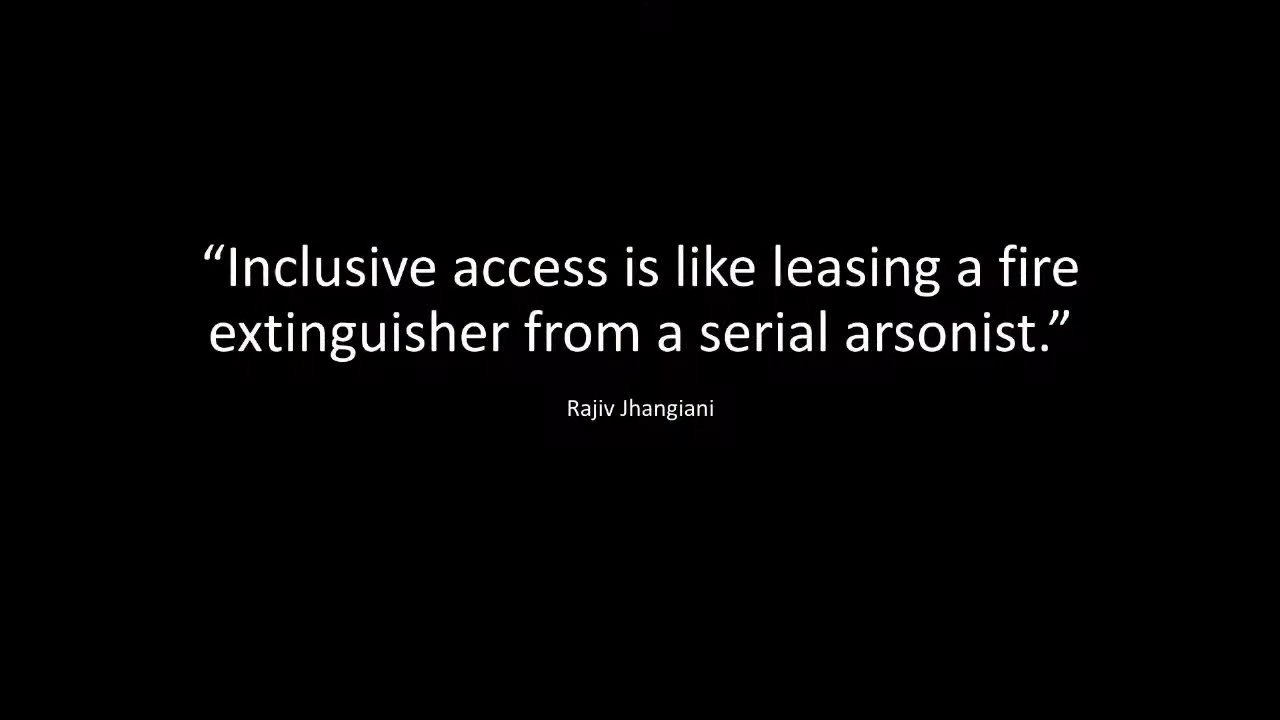 “Inclusive access is like leasing a fire
extinguisher from a serial arsonist.”
Rajiv Jhangiani